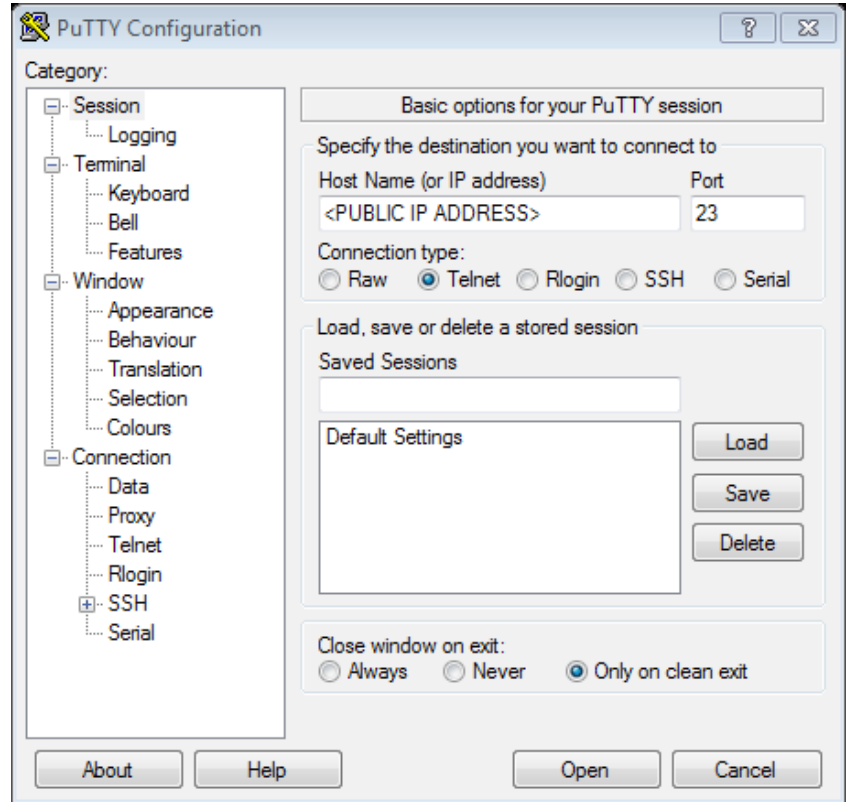 PuTTY Configuration
Category:
Session
Logging
Terminal
Keyboard
Bell
Features
Window
Appearance
Behaviour
Translation
Selection
Colours
Connection
Data
Proxy
Telnet
Rlogin
SSH
Serial
Basic options for your PuTTY session
Specify the destination you want to connect to
Host Name (or IP address) Port
<PUBLIC IP ADDRESS> 23
Connection type:
Raw Telnet Rlogin SSH Serial
Load, save or delete a stored session
Saved Sessions
Default Settings
Load
Save
Delete
Close window on exit:
Always Never Only on clean exit
About Help Open Cancel